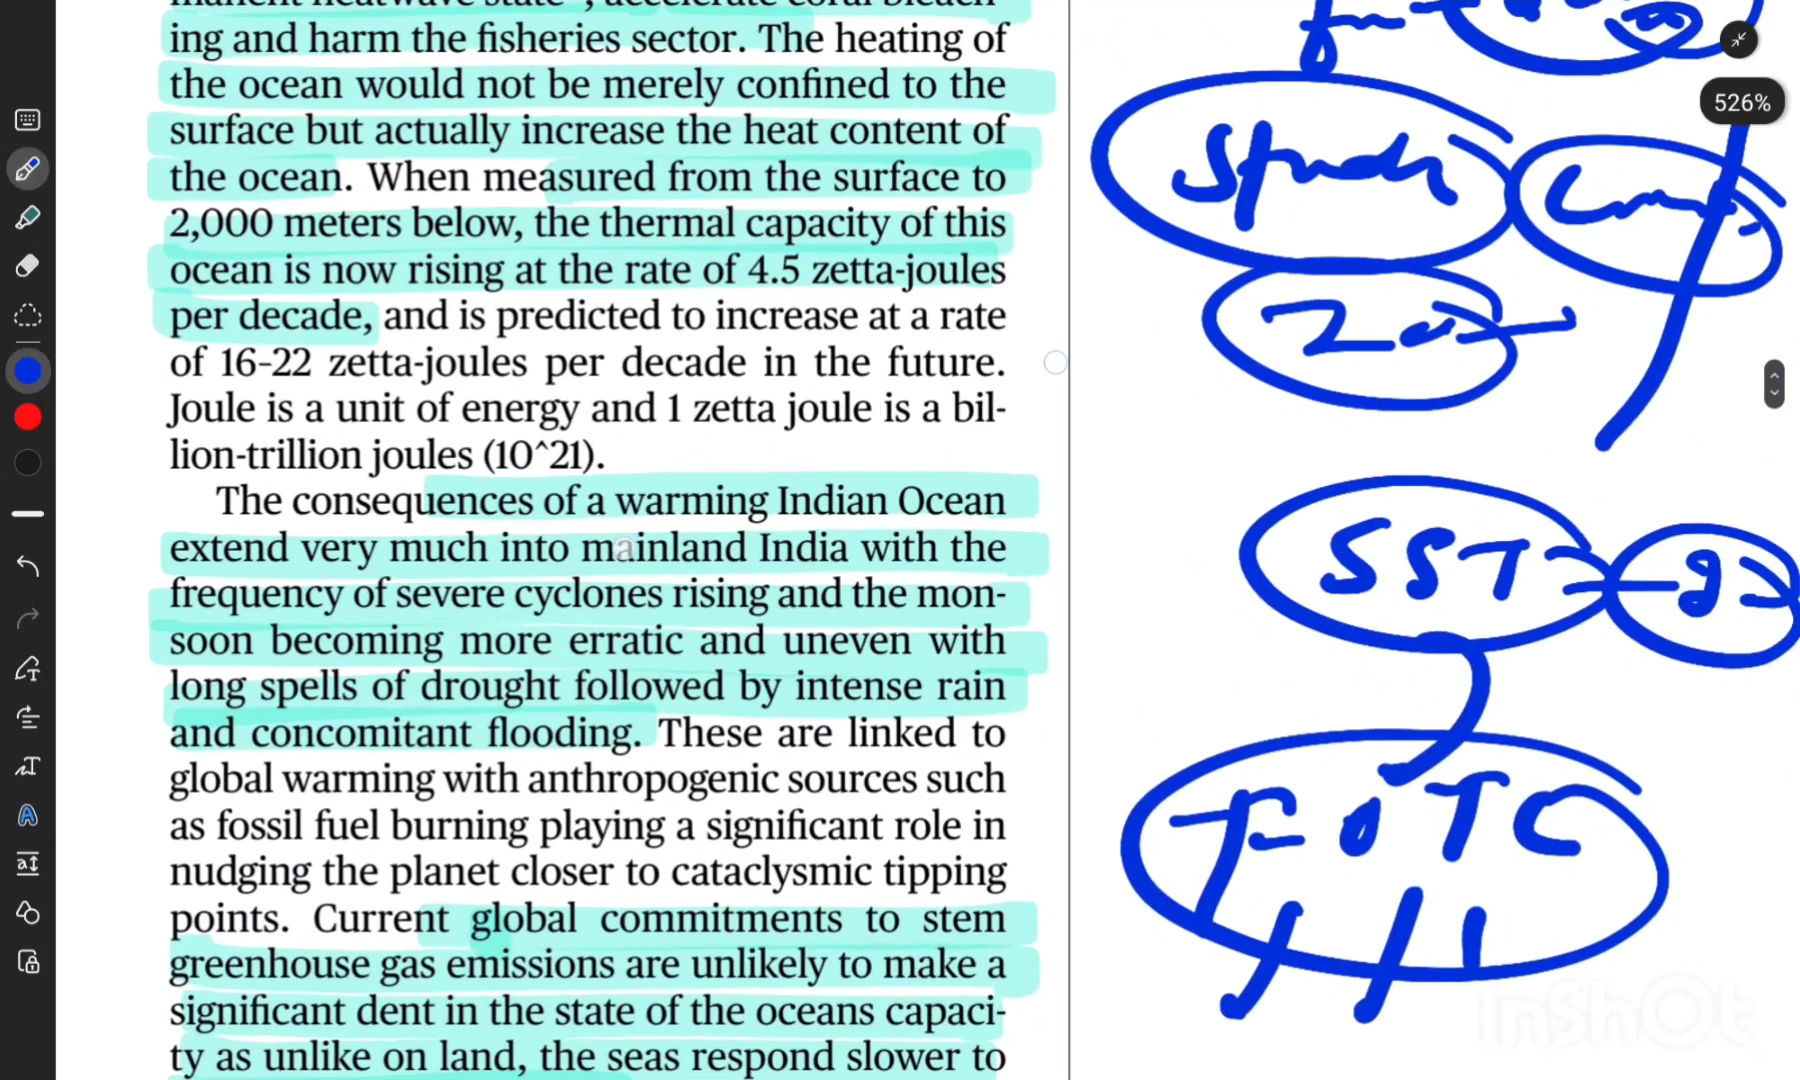 ing and harm the fisheries sector. The heating of
the ocean would not be merely confined to the
surface but actually increase the heat content of
the ocean. When measured from the surface to
2,000 meters below, the thermal capacity of this
ocean is now rising at the rate of 4.5 zetta-joules
per decade, and is predicted to increase at a rate
of 16-22 zetta-joules per decade in the future.
Joule is a unit of energy and 1 zetta joule is a bil-
lion-trillion joules (10^21).
The consequences of a warming Indian Ocean
extend very much into mainland India with the
frequency of severe cyclones rising and the mon-
soon becoming more erratic and uneven with
long spells of drought followed by intense rain
and concomitant flooding. These are linked to
global warming with anthropogenic sources such
as fossil fuel burning playing a significant role in
nudging the planet closer to cataclysmic tipping
points. Current global commitments to stem
greenhouse gas emissions are unlikely to make a
significant dent in the state of the oceans capaci-
ty as unlike on land, the seas respond slower to
526%
SST
InShOt